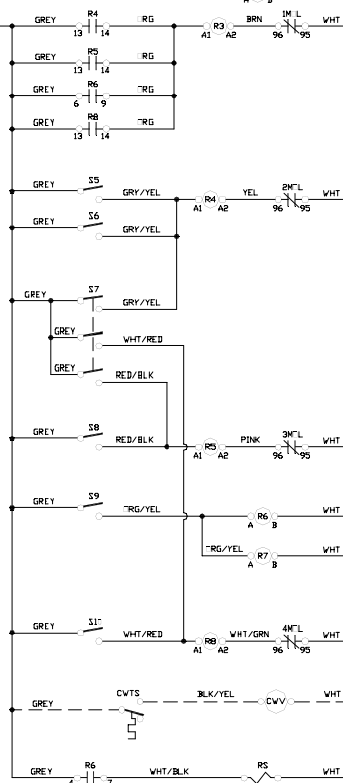 A B
GREY R4 □RG R3 BRN 1M□L WHT
13 14 A1 A2 96 95
GREY R5 □RG
13 14
GREY R6 □RG
6 9
GREY R8 □RG
13 14
GREY S5 GRY/YEL R4 YEL 2M□L WHT
A1 A2 96 95
GREY S6 GRY/YEL
GREY S7 GRY/YEL
GREY WHT/RED
GREY RED/BLK
GREY S8 RED/BLK R5 PINK 3M□L WHT
A1 A2 96 95
GREY S9 □RG/YEL R6 WHT
A B
□RG/YEL R7 WHT
A B
GREY S1□ WHT/RED R8 WHT/GRN 4M□L WHT
A1 A2 96 95
GREY CWTS BLK/YEL CWV WHT
GREY R6 WHT/BLK RS WHT